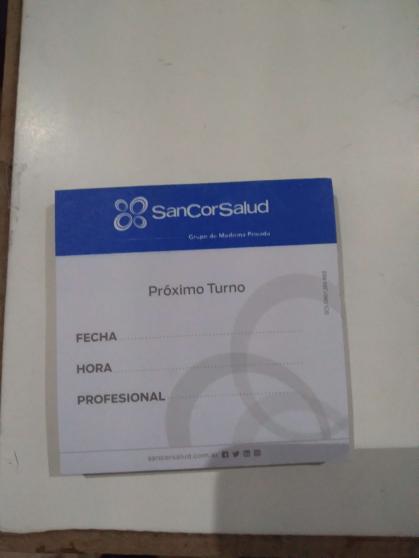 SanCorSalud
Grupo de Medicina Privada
Próximo Turno
FECHA
HORA
PROFESIONAL
sancorsalud.com.ar